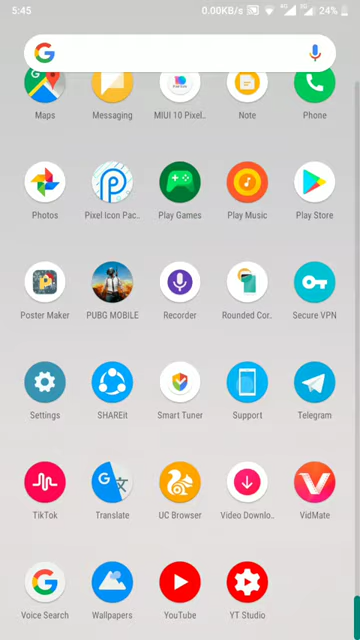 5:45 0.00KB/s 4G 4G 24%
Maps Messaging MIUI 10 Pixel.. Note Phone
Photos Pixel Icon Pac.. Play Games Play Music Play Store
Poster Maker PUBG MOBILE Recorder Rounded Cor.. Secure VPN
Settings SHAREit Smart Tuner Support Telegram
TikTok Translate UC Browser Video Downlo.. VidMate
Voice Search Wallpapers YouTube YT Studio